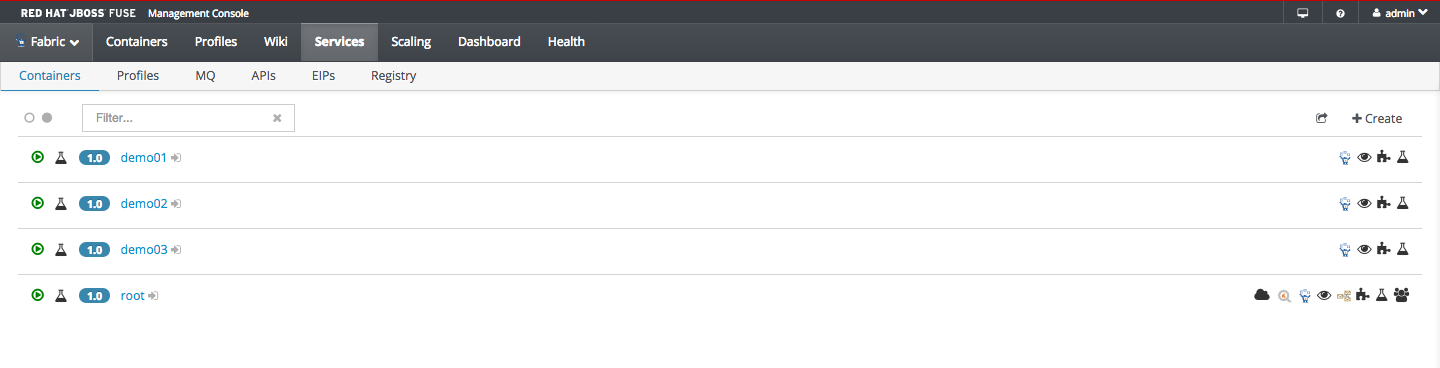 RED HAT JBOSS FUSE Management Console admin
Fabric Containers Profiles Wiki Services Scaling Dashboard Health
Containers Profiles MQ APIs EIPs Registry
Filter... Create
1.0 demo01
1.0 demo02
1.0 demo03
1.0 root